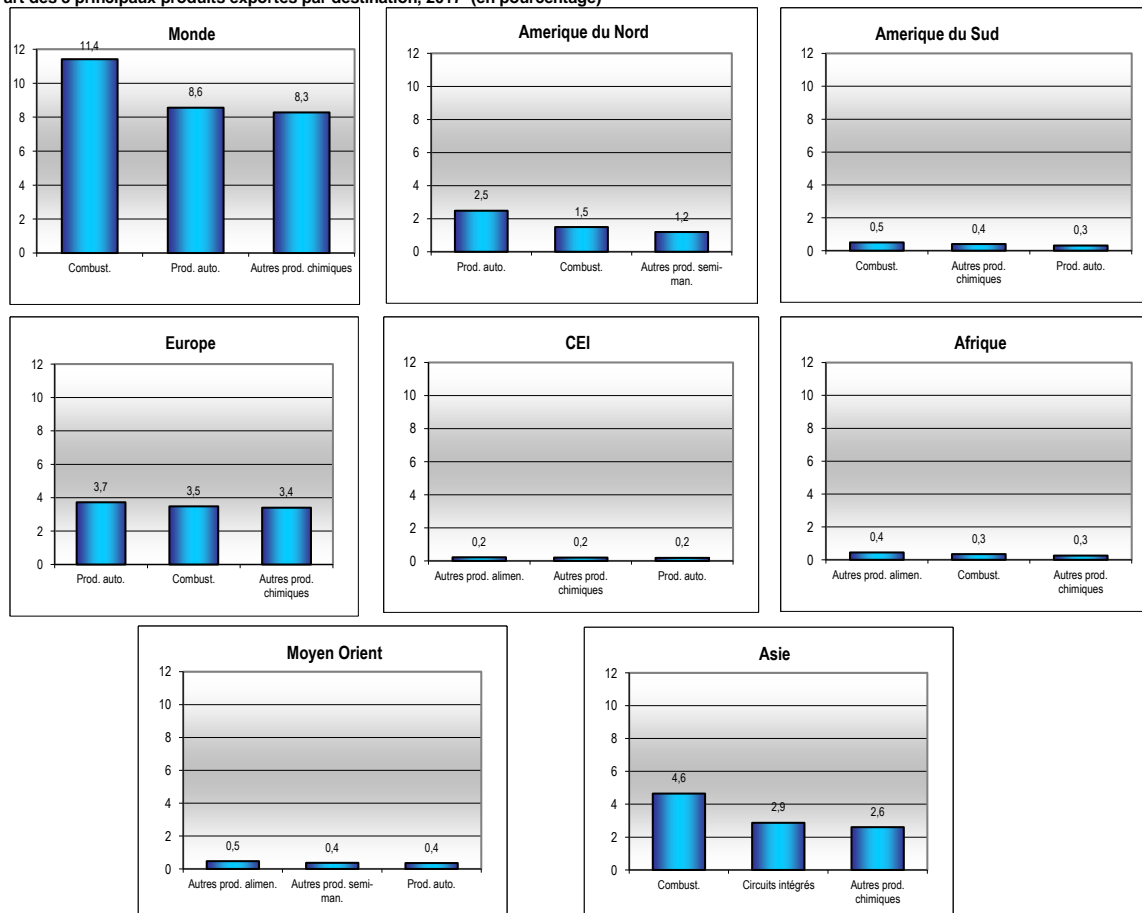 art des 3 principaux produits exportés par destination, 2017 (en pourcentage)
Monde
12
10
8
6
4
2
0
11,4
8,6
8,3
Combust.
Prod. auto.
Autres prod. chimiques
Amerique du Nord
12
10
8
6
4
2
0
2,5
1,5
1,2
Prod. auto.
Combust.
Autres prod. semi-
man.
Amerique du Sud
12
10
8
6
4
2
0
0,5
0,4
0,3
Combust.
Autres prod.
chimiques
Prod. auto.
Europe
12
10
8
6
4
2
0
3,7
3,5
3,4
Prod. auto.
Combust.
Autres prod.
chimiques
CEI
12
10
8
6
4
2
0
0,2
0,2
0,2
Autres prod. alimen.
Autres prod.
chimiques
Prod. auto.
Afrique
12
10
8
6
4
2
0
0,4
0,3
0,3
Autres prod. alimen.
Combust.
Autres prod.
chimiques
Moyen Orient
12
10
8
6
4
2
0
0,5
0,4
0,4
Autres prod. alimen.
Autres prod. semi-
man.
Prod. auto.
Asie
12
10
8
6
4
2
0
4,6
2,9
2,6
Combust.
Circuits intégrés
Autres prod.
chimiques